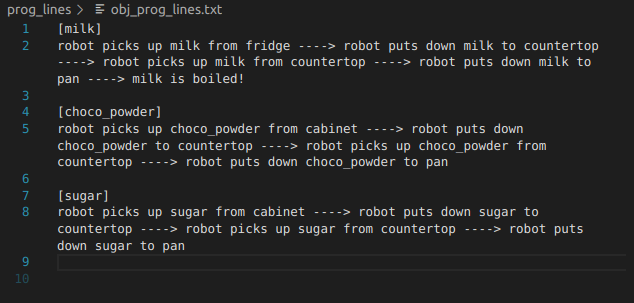 prog_lines > obj_prog_lines.txt
1 [milk]
2 robot picks up milk from fridge ----> robot puts down milk to countertop
----> robot picks up milk from countertop ----> robot puts down milk to
pan ----> milk is boiled!
3
4 [choco_powder]
5 robot picks up choco_powder from cabinet ----> robot puts down
choco_powder to countertop ----> robot picks up choco_powder from
countertop ----> robot puts down choco_powder to pan
6
7 [sugar]
8 robot picks up sugar from cabinet ----> robot puts down sugar to
countertop ----> robot picks up sugar from countertop ----> robot puts
down sugar to pan
9
10